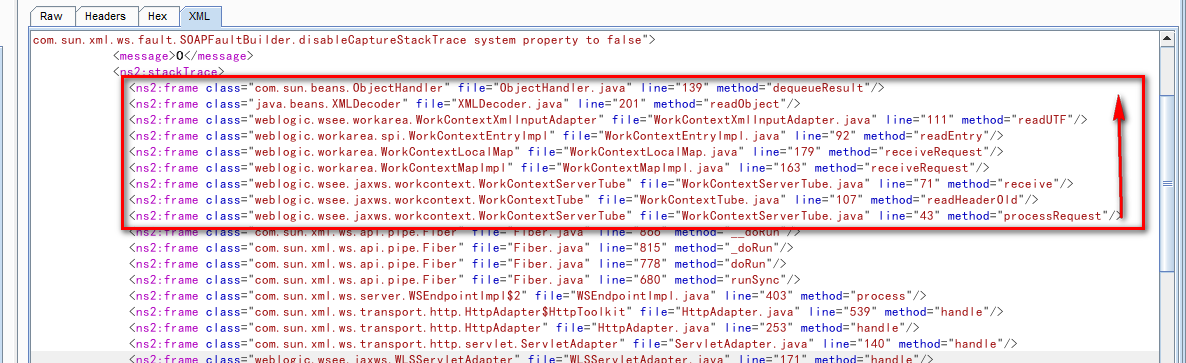 Raw Headers Hex XML
com.sun.xml.ws.fault.SOAPFaultBuilder.disableCaptureStackTrace system property to false">
<message>0</message>
<ns2:stackTrace>
<ns2:frame class="com.sun.beans.ObjectHandler" file="ObjectHandler.java" line="139" method="dequeueResult"/>
<ns2:frame class="java.beans.XMLDecoder" file="XMLDecoder.java" line="201" method="readObject"/>
<ns2:frame class="weblogic.wsee.workarea.WorkContextXmlInputAdapter" file="WorkContextXmlInputAdapter.java" line="111" method="readUTF"/>
<ns2:frame class="weblogic.workarea.spi.WorkContextEntryImpl" file="WorkContextEntryImpl.java" line="92" method="readEntry"/>
<ns2:frame class="weblogic.workarea.WorkContextLocalMap" file="WorkContextLocalMap.java" line="179" method="receiveRequest"/>
<ns2:frame class="weblogic.workarea.WorkContextMapImpl" file="WorkContextMapImpl.java" line="163" method="receiveRequest"/>
<ns2:frame class="weblogic.wsee.jaxws.workcontext.WorkContextServerTube" file="WorkContextServerTube.java" line="71" method="receive"/>
<ns2:frame class="weblogic.wsee.jaxws.workcontext.WorkContextTube" file="WorkContextTube.java" line="107" method="readHeaderOld"/>
<ns2:frame class="weblogic.wsee.jaxws.workcontext.WorkContextServerTube" file="WorkContextServerTube.java" line="43" method="processRequest"/>
<ns2:frame class="com.sun.xml.ws.api.pipe.Fiber" file="Fiber.java" line="866" method="__doRun"/>
<ns2:frame class="com.sun.xml.ws.api.pipe.Fiber" file="Fiber.java" line="815" method="_doRun"/>
<ns2:frame class="com.sun.xml.ws.api.pipe.Fiber" file="Fiber.java" line="778" method="doRun"/>
<ns2:frame class="com.sun.xml.ws.api.pipe.Fiber" file="Fiber.java" line="680" method="runSync"/>
<ns2:frame class="com.sun.xml.ws.server.WSEndpointImpl$2" file="WSEndpointImpl.java" line="403" method="process"/>
<ns2:frame class="com.sun.xml.ws.transport.http.HttpAdapter$HttpToolkit" file="HttpAdapter.java" line="539" method="handle"/>
<ns2:frame class="com.sun.xml.ws.transport.http.HttpAdapter" file="HttpAdapter.java" line="253" method="handle"/>
<ns2:frame class="com.sun.xml.ws.transport.http.servlet.ServletAdapter" file="ServletAdapter.java" line="140" method="handle"/>
<ns2:frame class="weblogic.wsee.jaxws.WLSServletAdapter" file="WLSServletAdapter.java" line="171" method="handle"/>